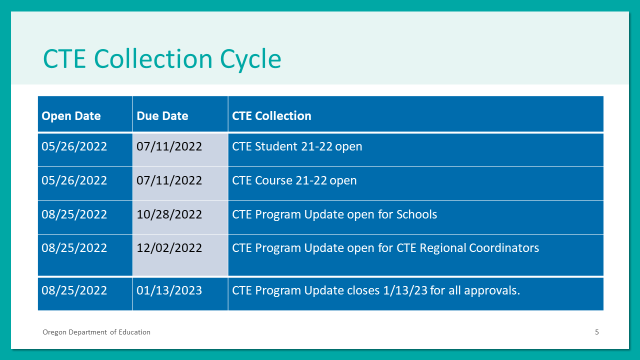 CTE Collection Cycle
Open Date Due Date CTE Collection
05/26/2022 07/11/2022 CTE Student 21-22 open
05/26/2022 07/11/2022 CTE Course 21-22 open
08/25/2022 10/28/2022 CTE Program Update open for Schools
08/25/2022 12/02/2022 CTE Program Update open for CTE Regional Coordinators
08/25/2022 01/13/2023 CTE Program Update closes 1/13/23 for all approvals.
Oregon Department of Education 5